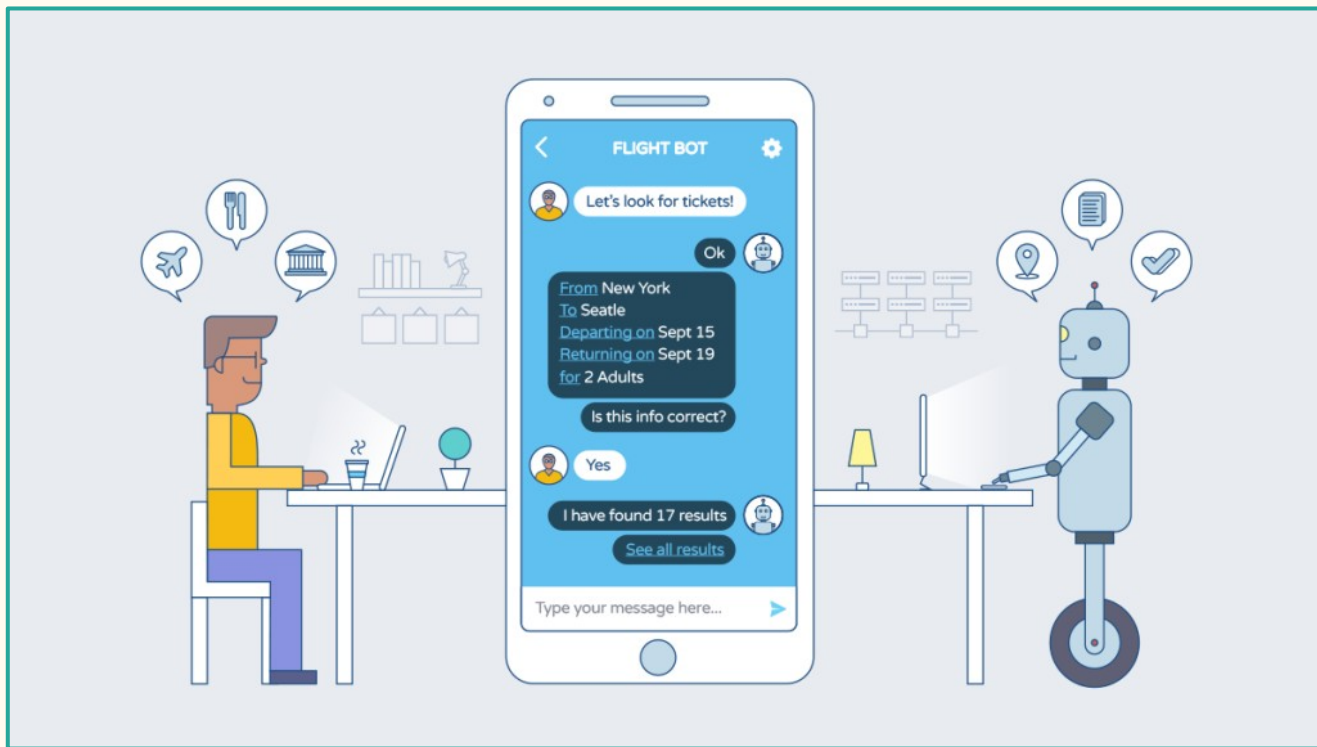 FLIGHT BOT
Let's look for tickets!
Ok
From New York
To Seatle
Departing on Sept 15
Returning on Sept 19
for 2 Adults
Is this info correct?
Yes
I have found 17 results
See all results
Type your message here...